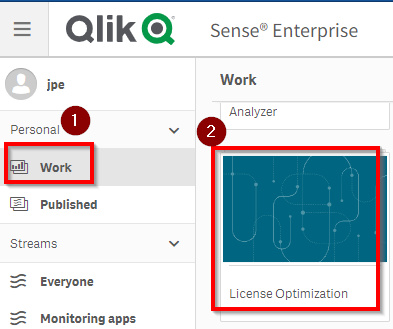 Qlik Q Sense® Enterprise
jpe
Personal
1
Work
Published
Streams
Everyone
Monitoring apps
Work
Analyzer
2
License Optimization